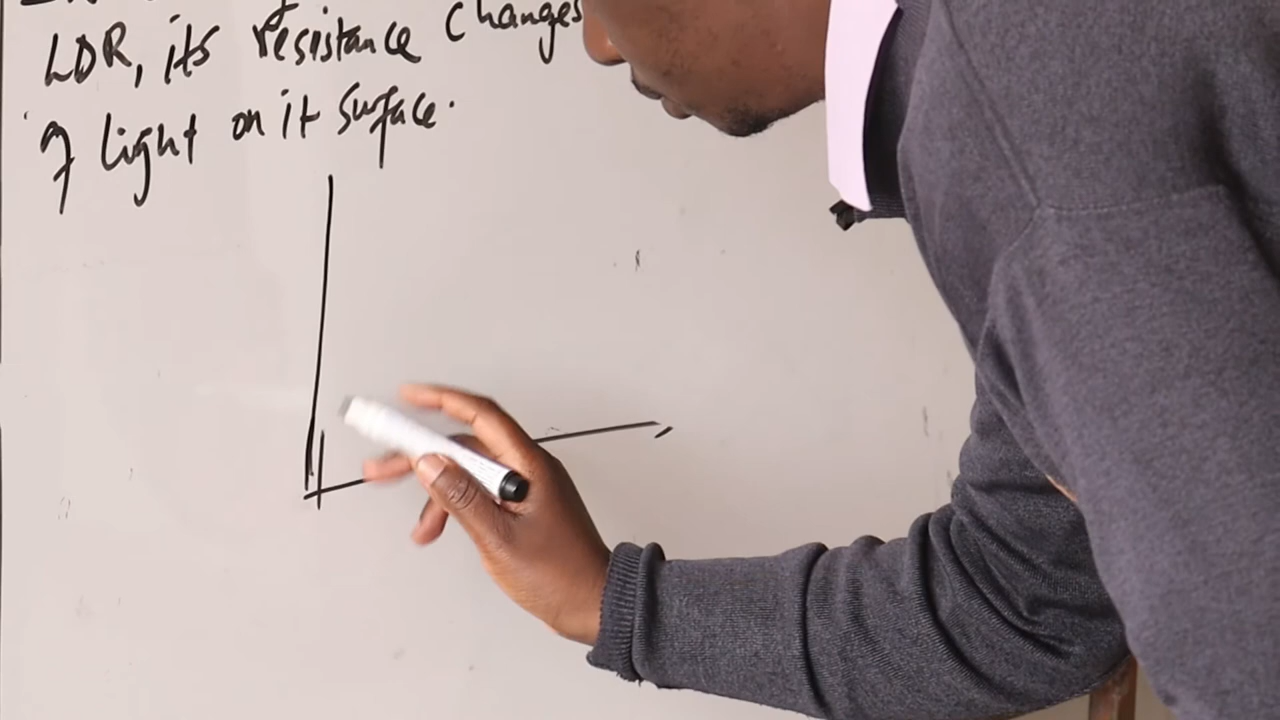 LDR, its resistance changes
of light on it surface.